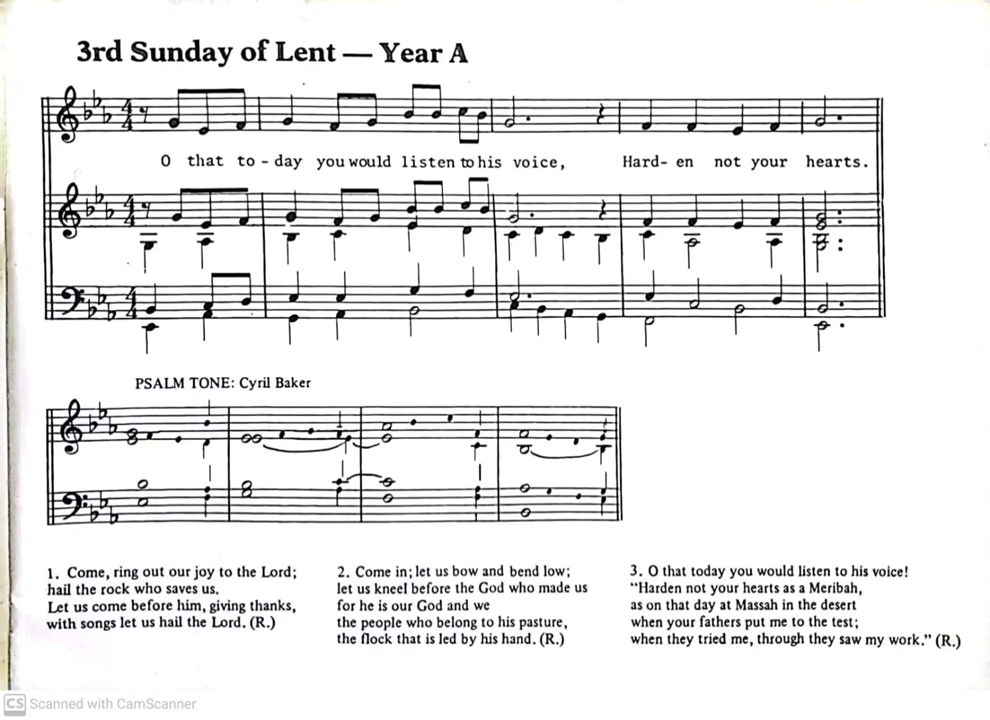 3rd Sunday of Lent — Year A
O that to - day you would listen to his voice, Hard- en not your hearts.
PSALM TONE: Cyril Baker
1. Come, ring out our joy to the Lord;
hail the rock who saves us.
Let us come before him, giving thanks,
with songs let us hail the Lord. (R.)
2. Come in; let us bow and bend low;
let us kneel before the God who made us
for he is our God and we
the people who belong to his pasture,
the flock that is led by his hand. (R.)
3. O that today you would listen to his voice!
“Harden not your hearts as a Meribah,
as on that day at Massah in the desert
when your fathers put me to the test;
when they tried me, through they saw my work.” (R.)
CS Scanned with CamScanner